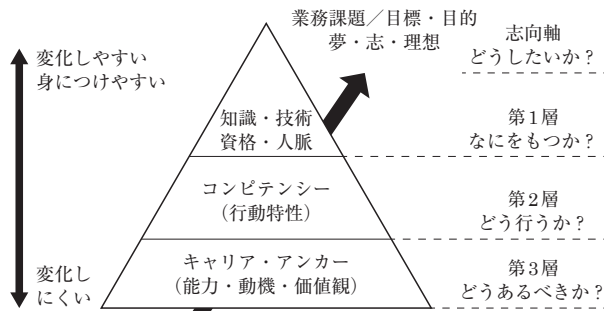 業務課題／目標・目的
夢・志・理想
志向軸
どうしたいか？
変化しやすい
身につけやすい
知識・技術
資格・人脈
第1層
なにをもつか？
コンピテンシー
（行動特性）
第2層
どう行うか？
キャリア・アンカー
（能力・動機・価値観）
第3層
どうあるべきか？
変化し
にくい